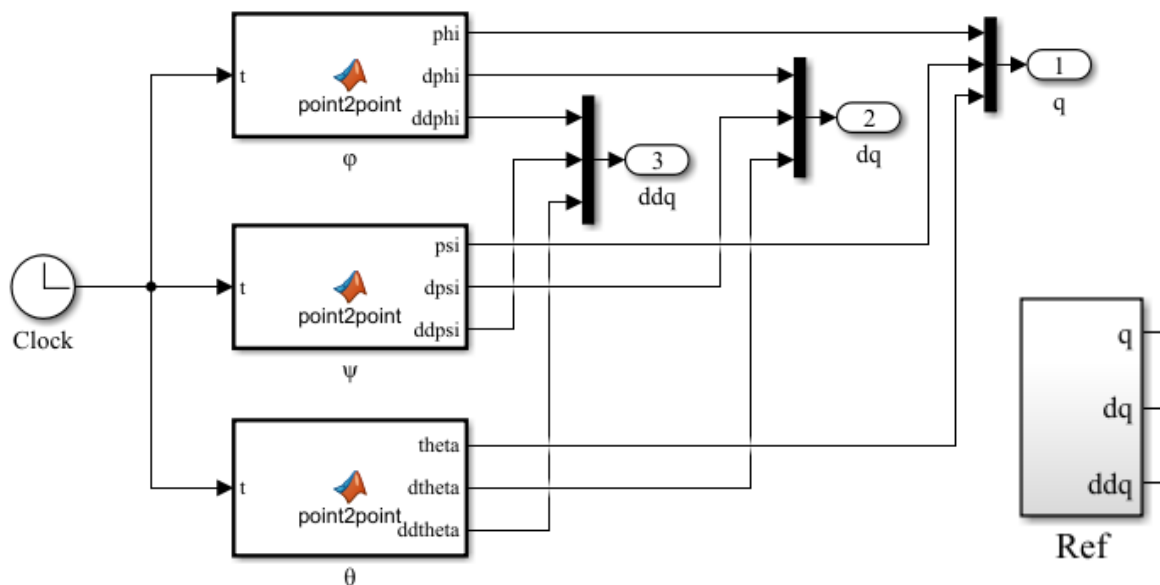 t
point2point
phi
dphi
ddphi
φ
1
q
2
dq
3
ddq
Clock
t
point2point
psi
dpsi
ddpsi
ψ
t
point2point
theta
dtheta
ddtheta
θ
q
dq
ddq
Ref